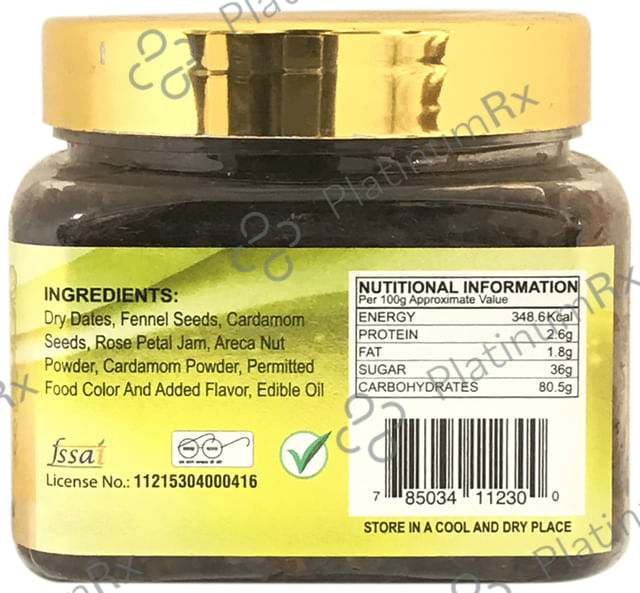 INGREDIENTS:
Dry Dates, Fennel Seeds, Cardamom
Seeds, Rose Petal Jam, Areca Nut
Powder, Cardamom Powder, Permitted
Food Color And Added Flavor, Edible Oil
fssai
License No.: 11215304000416
NUTITIONAL INFORMATION
Per 100g Approximate Value
ENERGY 348.6Kcal
PROTEIN 2.6g
FAT 1.8g
SUGAR 36g
CARBOHYDRATES 80.5g
7 85034 11230 0
STORE IN A COOL AND DRY PLACE
PlatinumRx
PlatinumRx
PlatinumRx
PlatinumRx